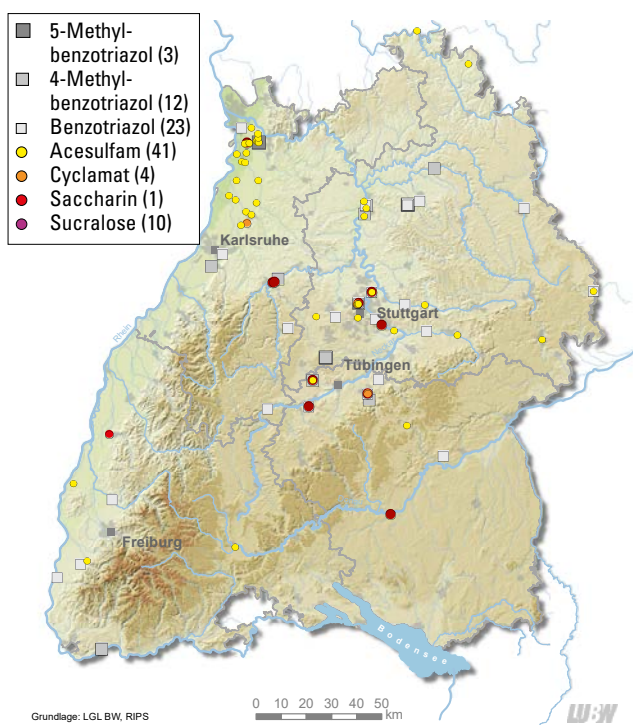 5-Methyl-
benzotriazol (3)
4-Methyl-
benzotriazol (12)
Benzotriazol (23)
Acesulfam (41)
Cyclamat (4)
Saccharin (1)
Sucralose (10)
Karlsruhe
Rhein
Stuttgart
Tübingen
Freiburg
Bodensee
Grundlage: LGL BW, RIPS
0 10 20 30 40 50
km
LUBW